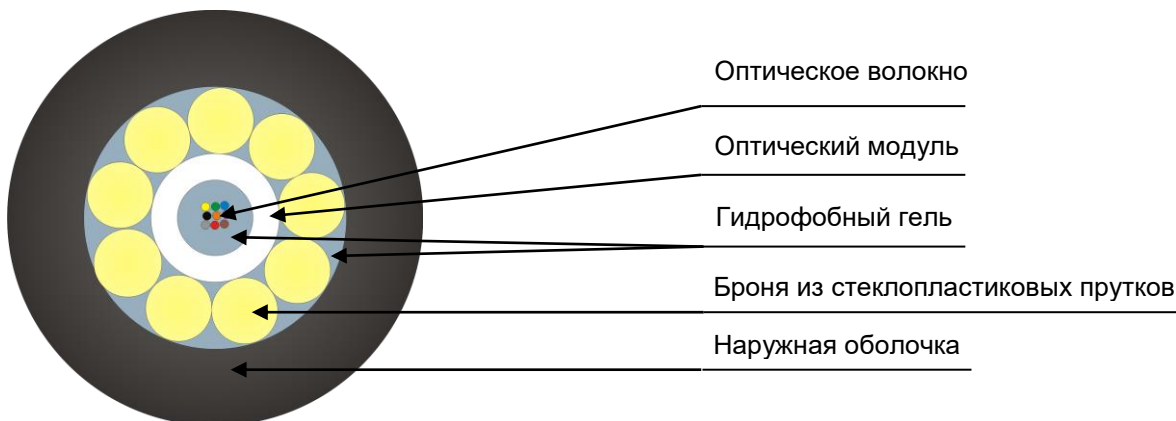 Оптическое волокно
Оптический модуль
Гидрофобный гель
Броня из стеклопластиковых прутков
Наружная оболочка